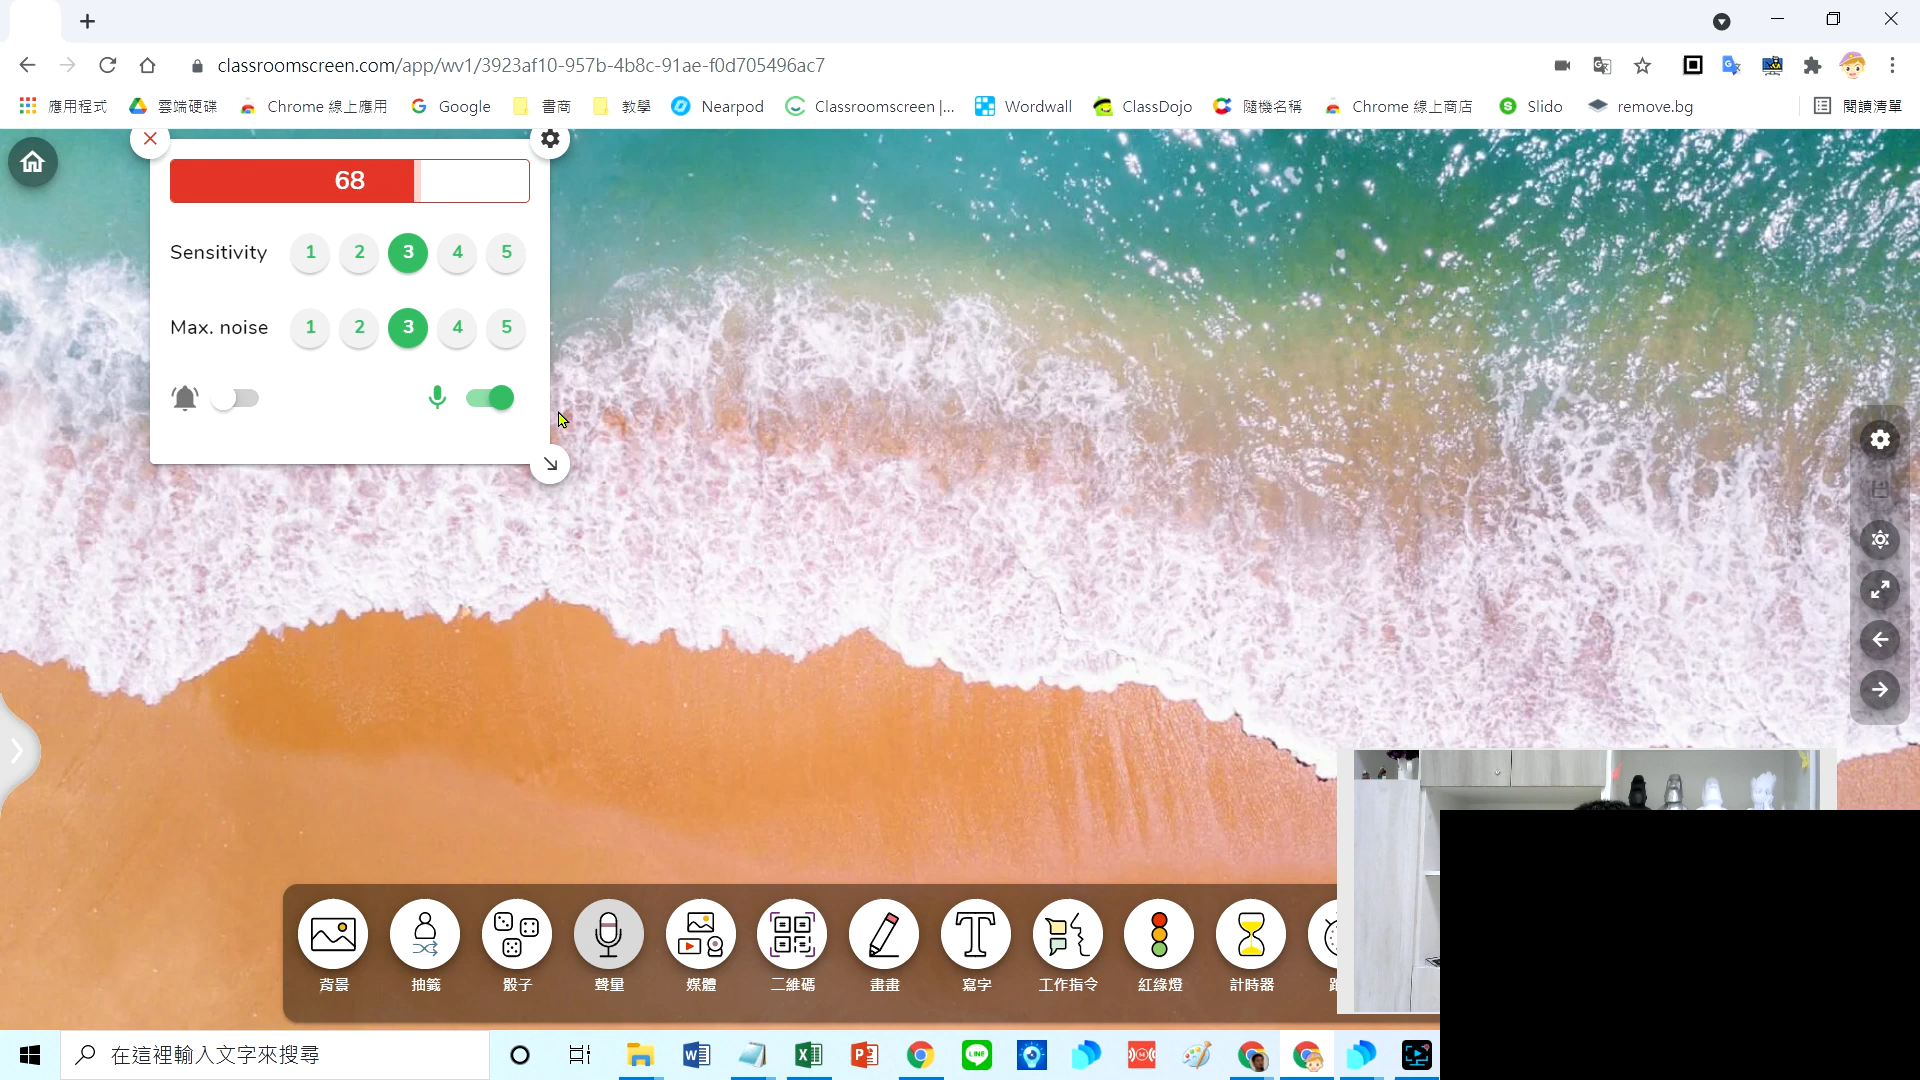 classroomscreen.com/app/wv1/3923af10-957b-4b8c-91ae-f0d705496ac7
應用程式 雲端硬碟 Chrome 線上應用 Google 書商 教學 Nearpod Classroomscreen |... Wordwall ClassDojo 隨機名稱 Chrome 線上商店 Slido remove.bg 閱讀清單
68
Sensitivity 1 2 3 4 5
Max. noise 1 2 3 4 5
背景 抽籤 骰子 聲量 媒體 二維碼 畫畫 寫字 工作指令 紅綠燈 計時器
在這裡輸入文字來搜尋